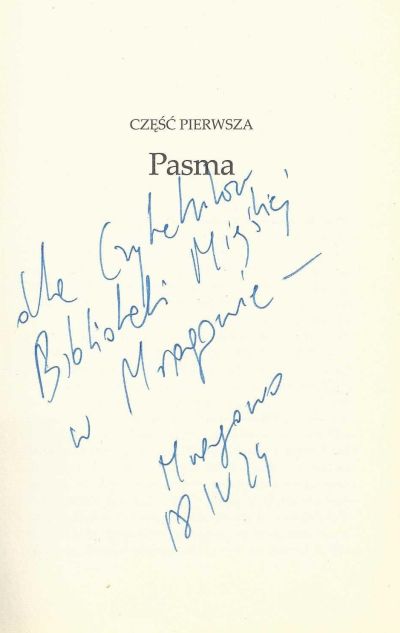 CZĘŚĆ PIERWSZA
Pasma
dla Czytelników
Biblioteki Miejskiej
w Mrągowie –
Mrągowo
18 IV 24